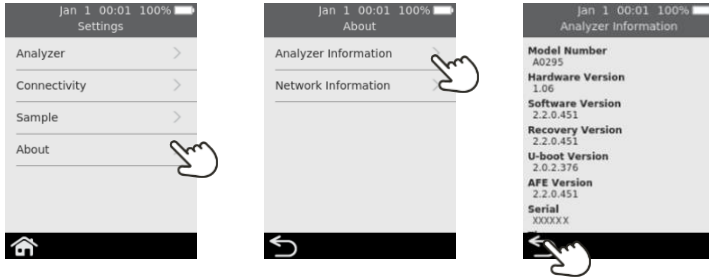 Jan 1 00:01 100%
Settings
Analyzer
Connectivity
Sample
About
Jan 1 00:01 100%
About
Analyzer Information
Network Information
Jan 1 00:01 100%
Analyzer Information
Model Number
A0295
Hardware Version
1.06
Software Version
2.2.0.451
Recovery Version
2.2.0.451
U-boot Version
2.0.2.376
AFE Version
2.2.0.451
Serial
XXXXXX